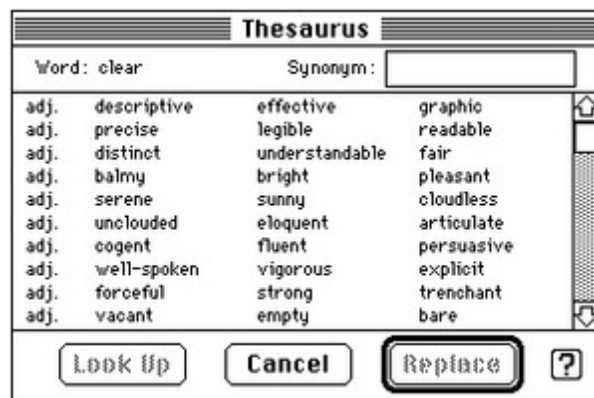 Thesaurus
Word: clear Synonym:
adj. descriptive effective graphic
adj. precise legible readable
adj. distinct understandable fair
adj. balmy bright pleasant
adj. serene sunny cloudless
adj. unclouded eloquent articulate
adj. cogent fluent persuasive
adj. well-spoken vigorous explicit
adj. forceful strong trenchant
adj. vacant empty bare
Look Up Cancel Replace ?